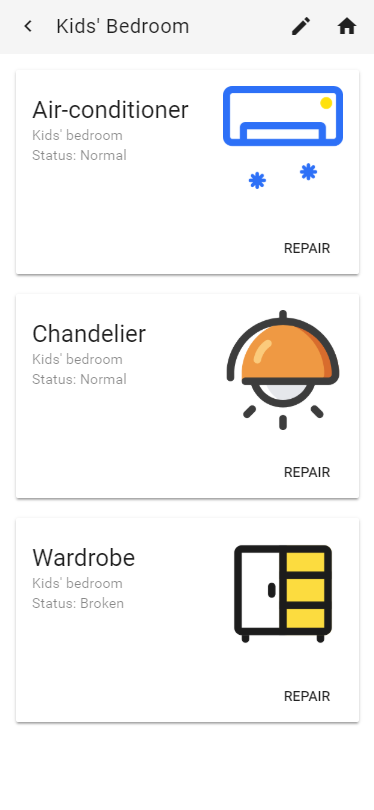 Kids' Bedroom
Air-conditioner
Kids' bedroom
Status: Normal
REPAIR
Chandelier
Kids' bedroom
Status: Normal
REPAIR
Wardrobe
Kids' bedroom
Status: Broken
REPAIR